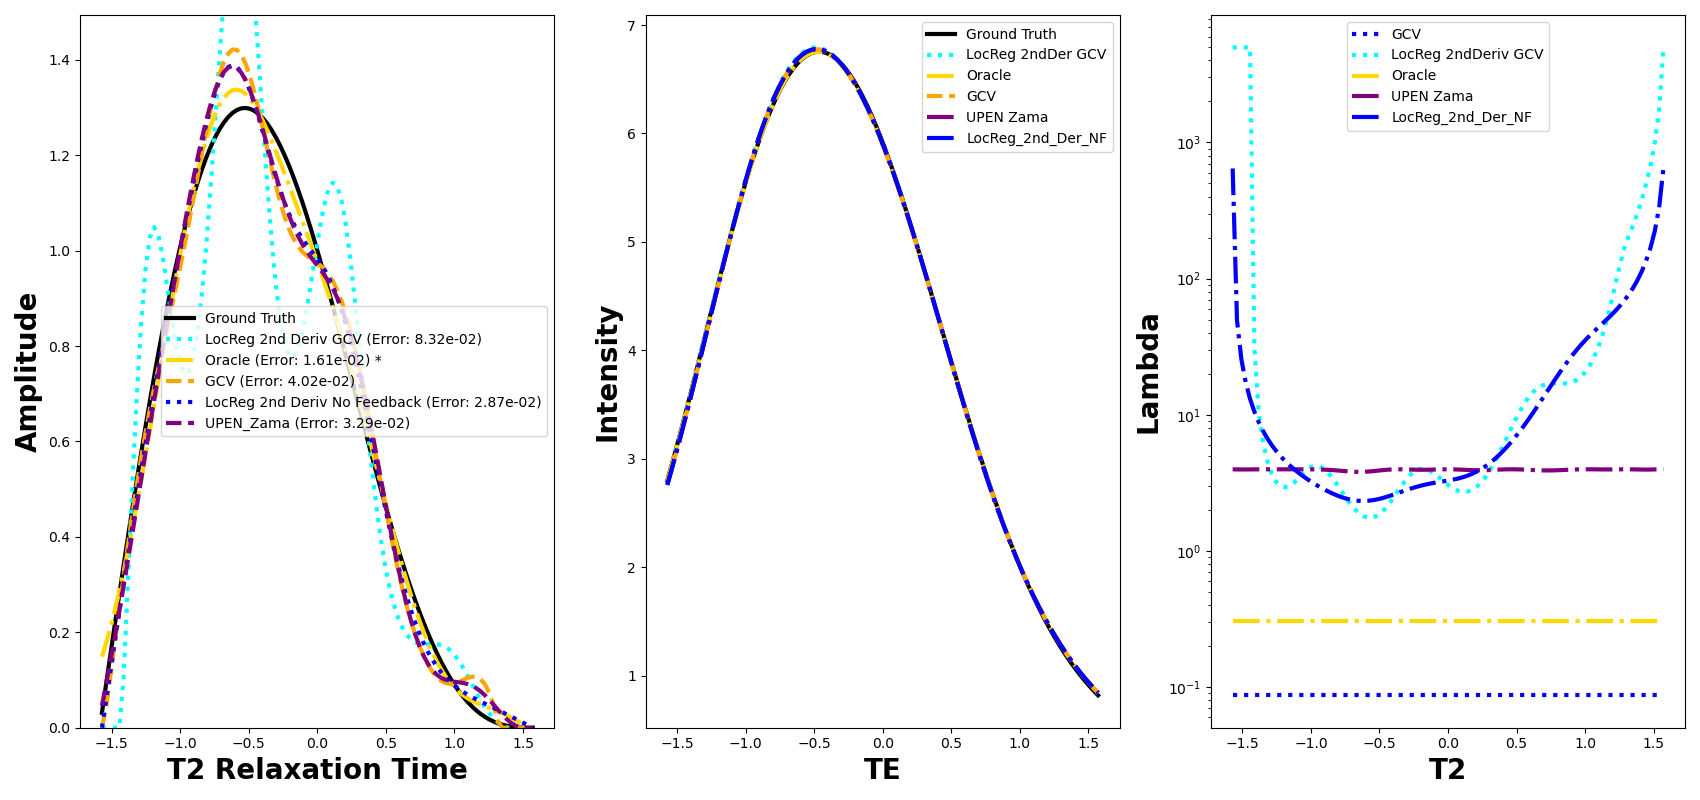 1.4
1.2
1.0
0.8
0.6
0.4
0.2
0.0
Amplitude
Ground Truth
LocReg 2nd Deriv GCV (Error: 8.32e-02)
Oracle (Error: 1.61e-02) *
GCV (Error: 4.02e-02)
LocReg 2nd Deriv No Feedback (Error: 2.87e-02)
UPEN_Zama (Error: 3.29e-02)
−1.5 −1.0 −0.5 0.0 0.5 1.0 1.5
T2 Relaxation Time
7
6
5
4
3
2
1
Intensity
Ground Truth
LocReg 2ndDer GCV
Oracle
GCV
UPEN Zama
LocReg_2nd_Der_NF
−1.5 −1.0 −0.5 0.0 0.5 1.0 1.5
TE
10³
10²
10¹
10⁰
10⁻¹
Lambda
GCV
LocReg 2ndDeriv GCV
Oracle
UPEN Zama
LocReg_2nd_Der_NF
−1.5 −1.0 −0.5 0.0 0.5 1.0 1.5
T2